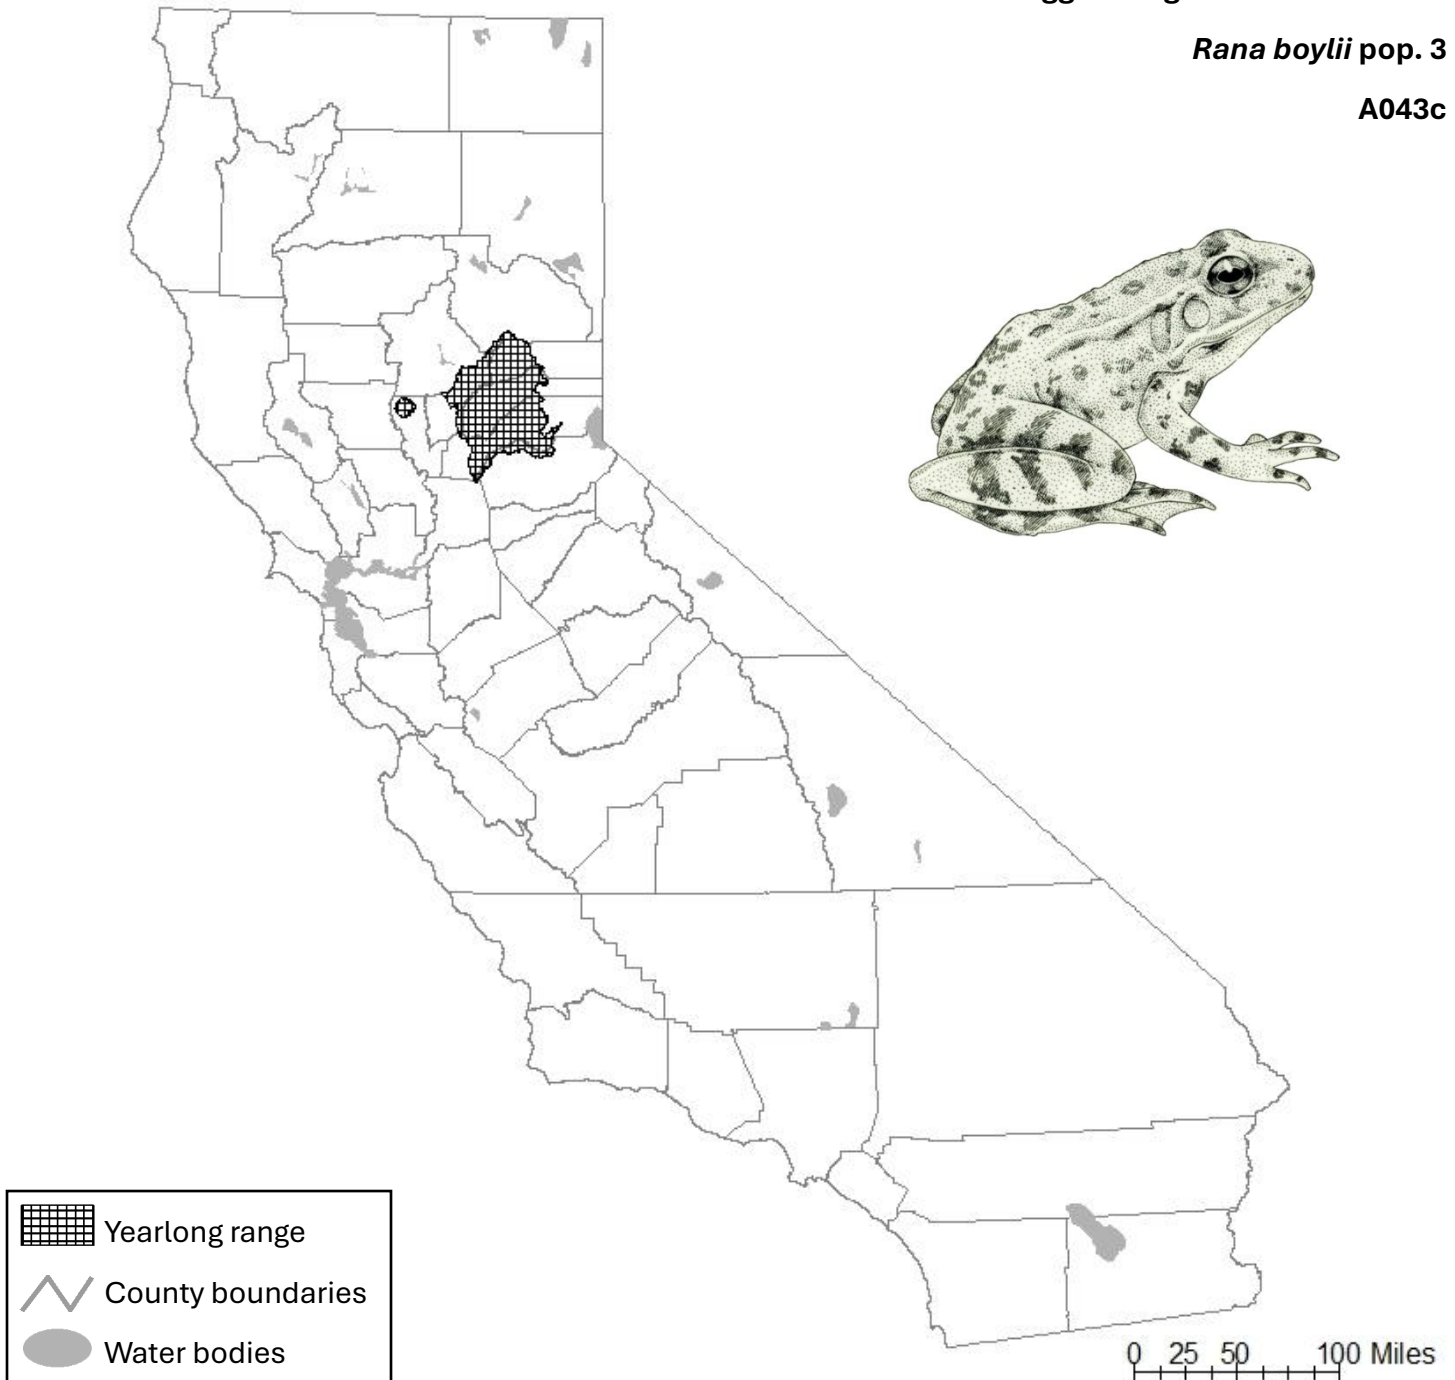 Rana boylii pop. 3
A043c
Yearlong range
County boundaries
Water bodies
0 25 50 100 Miles